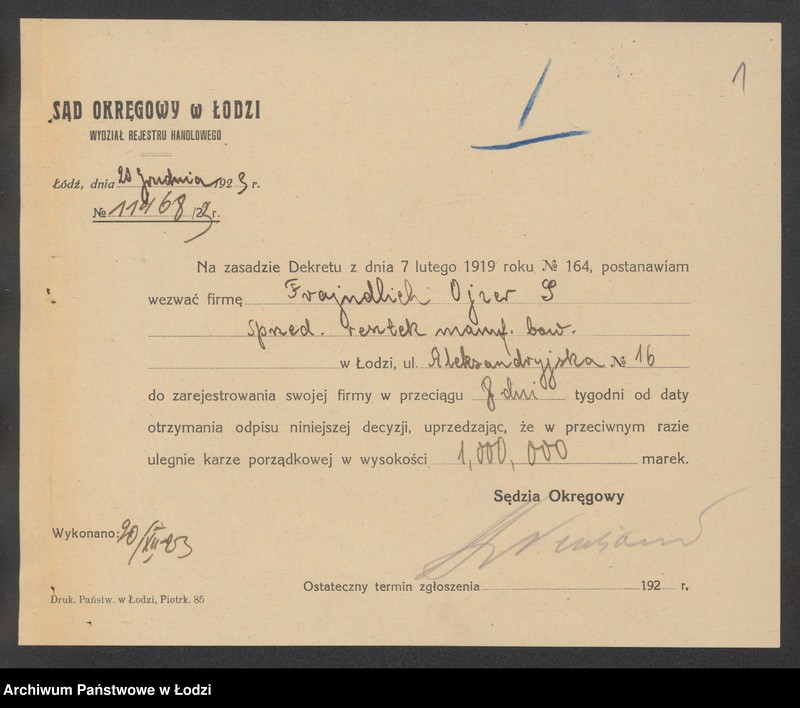 1
SĄD OKRĘGOWY w ŁODZI
WYDZIAŁ REJESTRU HANDLOWEGO
Łódź, dnia 20 grudnia 1923 r.
№ 11468/23 r.
Na zasadzie Dekretu z dnia 7 lutego 1919 roku № 164, postanawiam
wezwać firmę Frajndlich Ojzer S
sprzed. resztek manuf. baw.
w Łodzi, ul. Aleksandryjska № 16
do zarejestrowania swojej firmy w przeciągu 8 dni tygodni od daty
otrzymania odpisu niniejszej decyzji, uprzedzając, że w przeciwnym razie
ulegnie karze porządkowej w wysokości 1,000,000 marek.
Sędzia Okręgowy
Wykonano: 20/XII 23
Ostateczny termin zgłoszenia 192 r.
Druk. Państw. w Łodzi, Piotrk. 85
Archiwum Państwowe w Łodzi